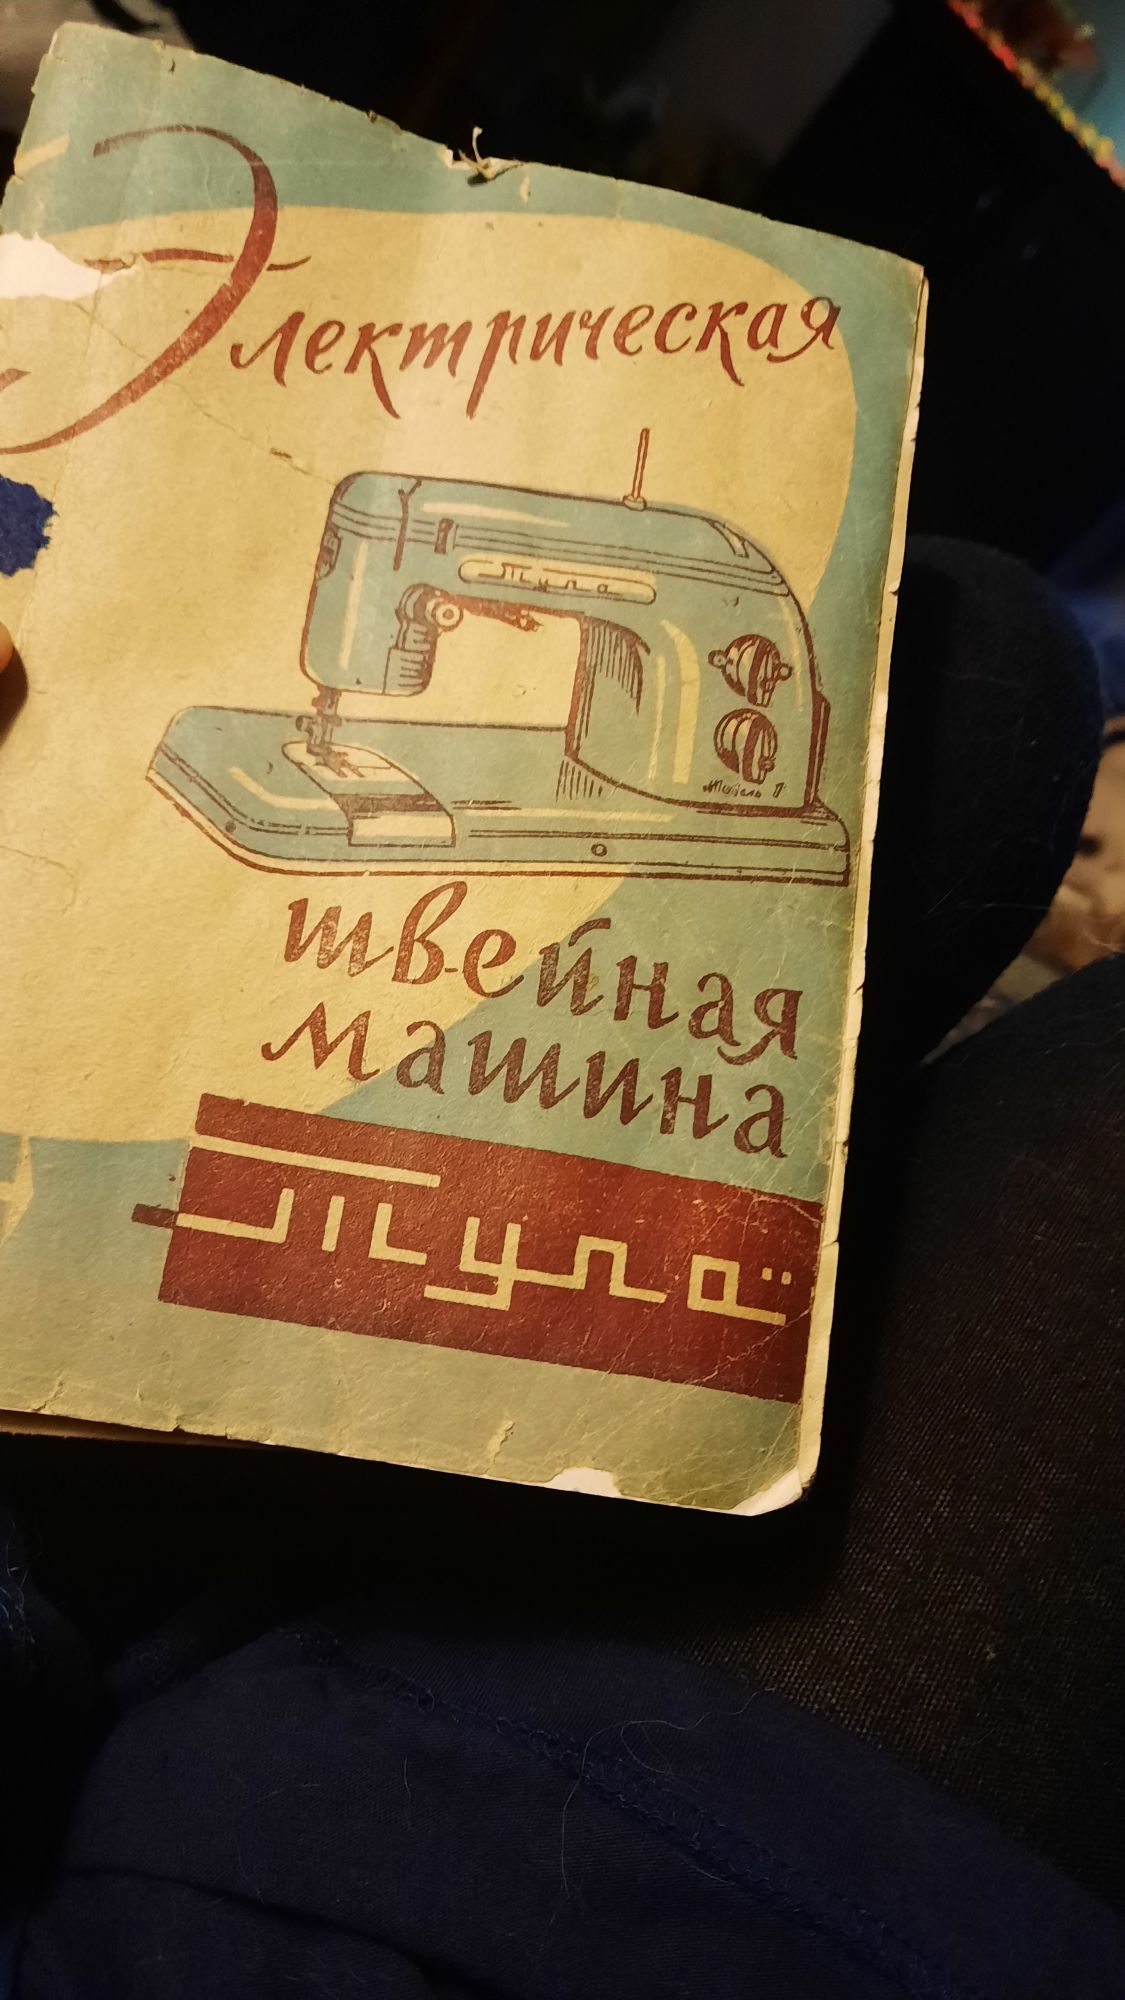 Электрическая
Тула
Модель 1
швейная
машина
Тула